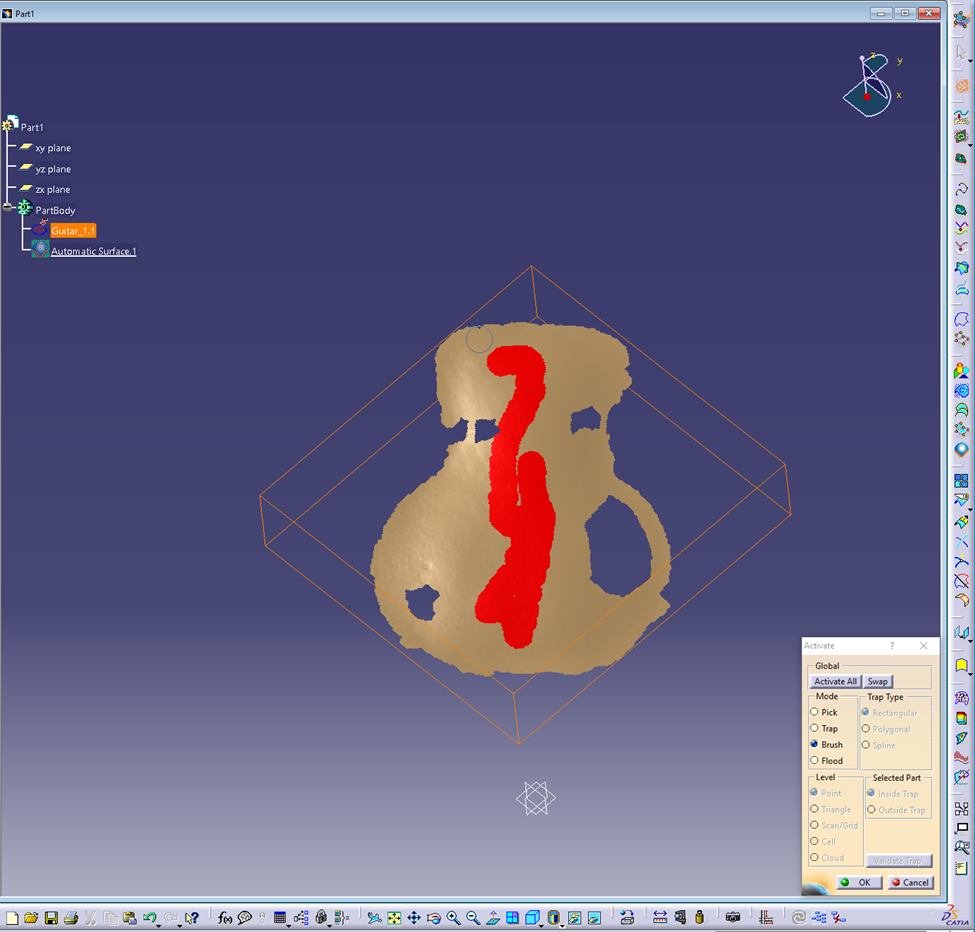 Part1
z
y
x
Part1
xy plane
yz plane
zx plane
PartBody
Guitar_1.1
Automatic Surface.1
Activate ?
Global
Activate All Swap
Mode Trap Type
Pick Rectangular
Trap Polygonal
Brush Spline
Flood
Level Selected Part
Point Inside Trap
Triangle Outside Trap
Scan/Grid
Cell
Cloud Validate Trap
OK Cancel
f(x)
CATIA